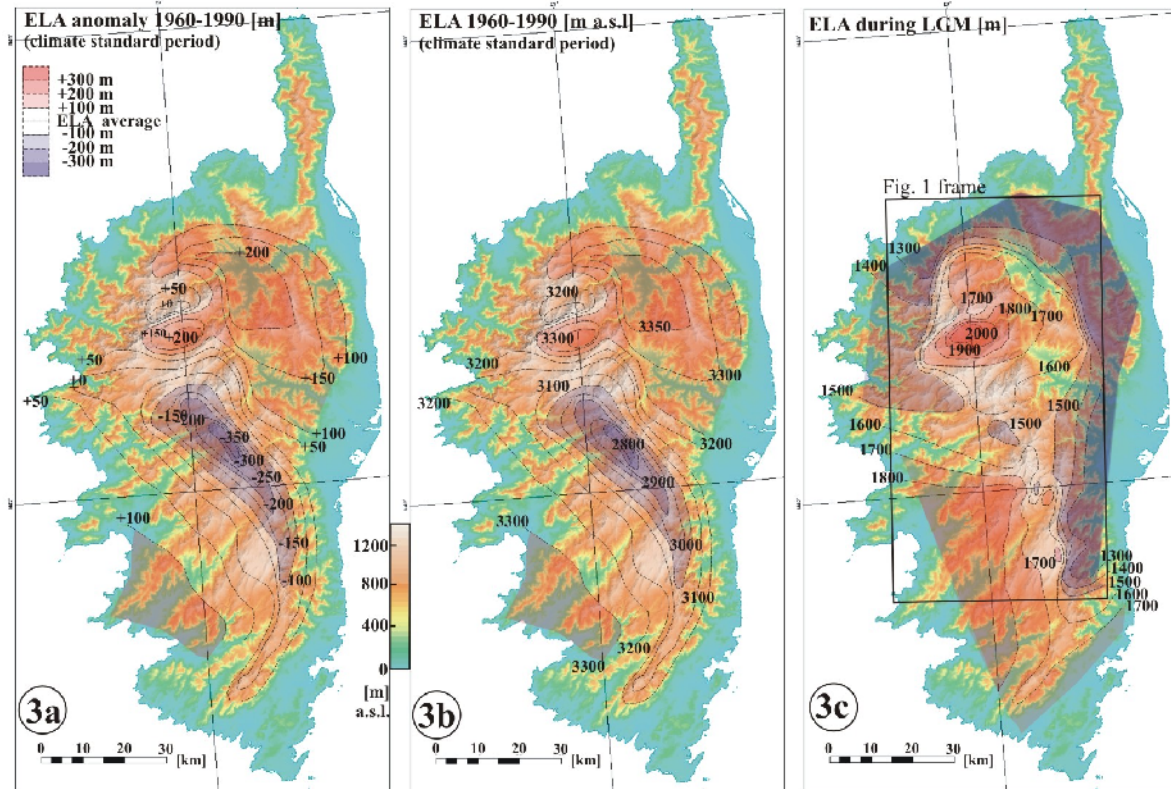 ELA anomaly 1960-1990 [m]
(climate standard period)
+300 m
+200 m
+100 m
ELA average
-100 m
-200 m
-300 m
+200
+50
±0
+150
+200
+50
±0
+50
+100
+150
-150
-200
-350
-300
+100
+50
-250
-200
+100
-150
-100
1200
800
400
0
[m]
a.s.l.
3a
0 10 20 30 [km]
ELA 1960-1990 [m a.s.l]
(climate standard period)
3200
3300
3350
3200
3100
3300
3200
2800
3200
2900
3300
3000
3100
3200
3300
3b
0 10 20 30 [km]
ELA during LGM [m]
Fig. 1 frame
1300
1400
1700
1800
1700
2000
1900
1600
1500
1500
1600
1500
1700
1800
1700
1300
1400
1500
1600
1700
3c
0 10 20 30 [km]